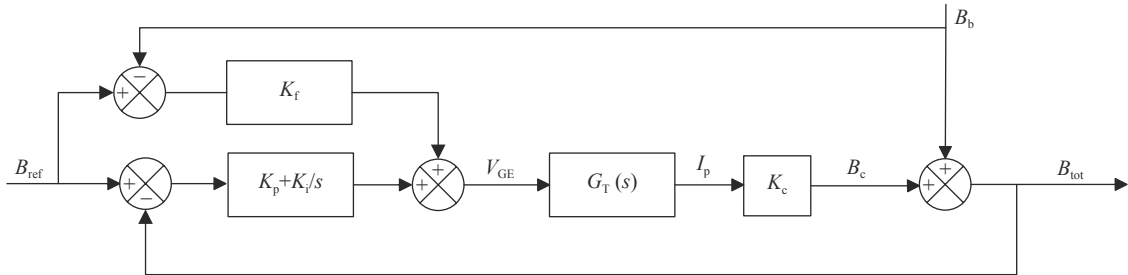 B_b
−
+
K_f
B_ref
+
−
K_p+K_i/s
+
+
V_GE
G_T (s)
I_p
K_c
B_c
+
+
B_tot